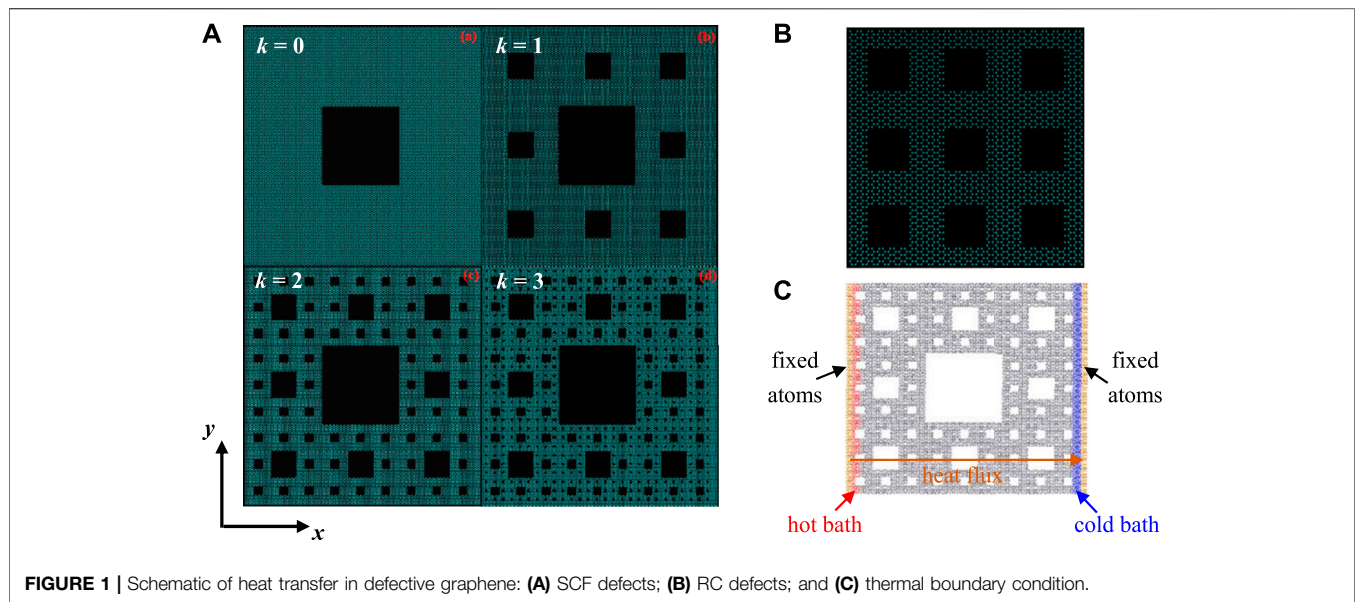 A
k = 0
(a)
k = 1
(b)
k = 2
(c)
k = 3
(d)
y
x
B
C
fixed
atoms
fixed
atoms
heat flux
hot bath
cold bath
FIGURE 1 | Schematic of heat transfer in defective graphene: (A) SCF defects; (B) RC defects; and (C) thermal boundary condition.